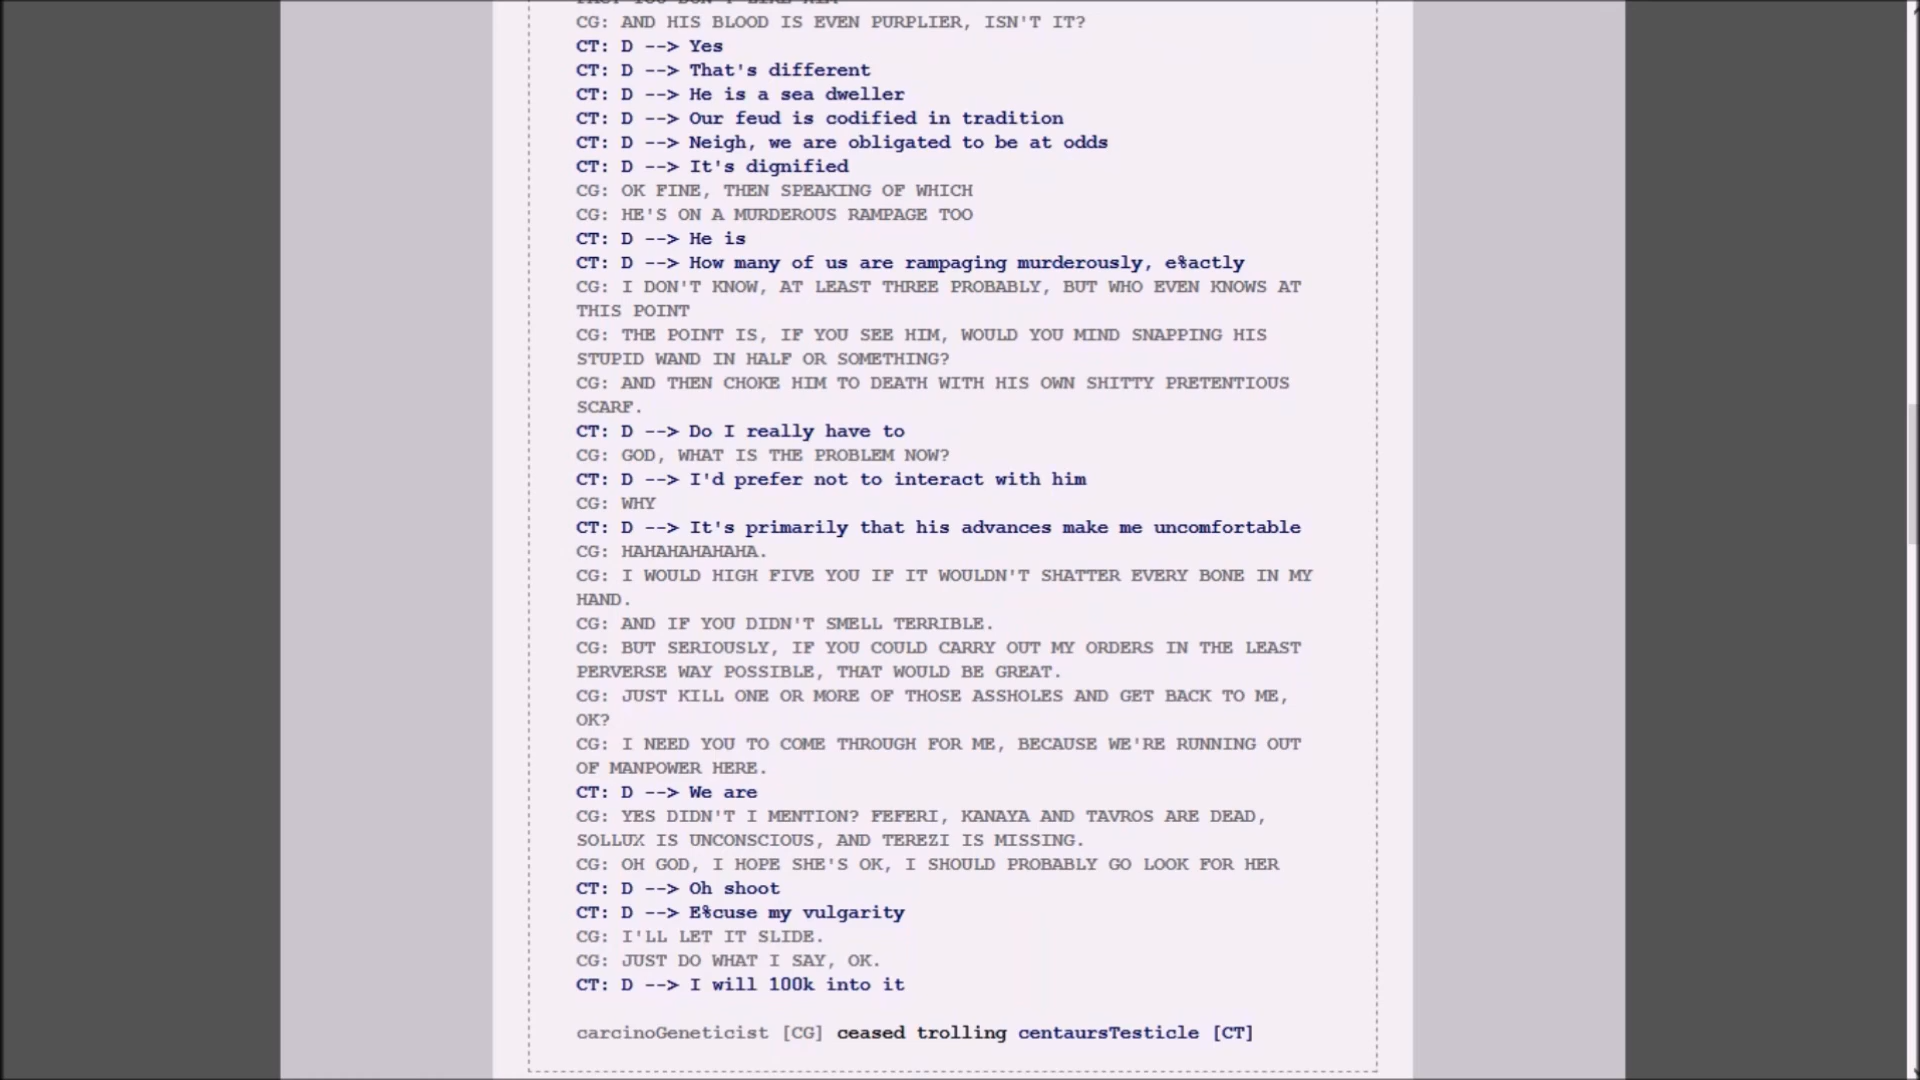 CG: AND HIS BLOOD IS EVEN PURPLIER, ISN'T IT?
CT: D --> Yes
CT: D --> That's different
CT: D --> He is a sea dweller
CT: D --> Our feud is codified in tradition
CT: D --> Neigh, we are obligated to be at odds
CT: D --> It's dignified
CG: OK FINE, THEN SPEAKING OF WHICH
CG: HE'S ON A MURDEROUS RAMPAGE TOO
CT: D --> He is
CT: D --> How many of us are rampaging murderously, e%actly
CG: I DON'T KNOW, AT LEAST THREE PROBABLY, BUT WHO EVEN KNOWS AT
THIS POINT
CG: THE POINT IS, IF YOU SEE HIM, WOULD YOU MIND SNAPPING HIS
STUPID WAND IN HALF OR SOMETHING?
CG: AND THEN CHOKE HIM TO DEATH WITH HIS OWN SHITTY PRETENTIOUS
SCARF.
CT: D --> Do I really have to
CG: GOD, WHAT IS THE PROBLEM NOW?
CT: D --> I'd prefer not to interact with him
CG: WHY
CT: D --> It's primarily that his advances make me uncomfortable
CG: HAHAHAHAHAHA.
CG: I WOULD HIGH FIVE YOU IF IT WOULDN'T SHATTER EVERY BONE IN MY
HAND.
CG: AND IF YOU DIDN'T SMELL TERRIBLE.
CG: BUT SERIOUSLY, IF YOU COULD CARRY OUT MY ORDERS IN THE LEAST
PERVERSE WAY POSSIBLE, THAT WOULD BE GREAT.
CG: JUST KILL ONE OR MORE OF THOSE ASSHOLES AND GET BACK TO ME,
OK?
CG: I NEED YOU TO COME THROUGH FOR ME, BECAUSE WE'RE RUNNING OUT
OF MANPOWER HERE.
CT: D --> We are
CG: YES DIDN'T I MENTION? FEFERI, KANAYA AND TAVROS ARE DEAD,
SOLLUX IS UNCONSCIOUS, AND TEREZI IS MISSING.
CG: OH GOD, I HOPE SHE'S OK, I SHOULD PROBABLY GO LOOK FOR HER
CT: D --> Oh shoot
CT: D --> E%cuse my vulgarity
CG: I'LL LET IT SLIDE.
CG: JUST DO WHAT I SAY, OK.
CT: D --> I will 100k into it
carcinoGeneticist [CG] ceased trolling centaursTesticle [CT]